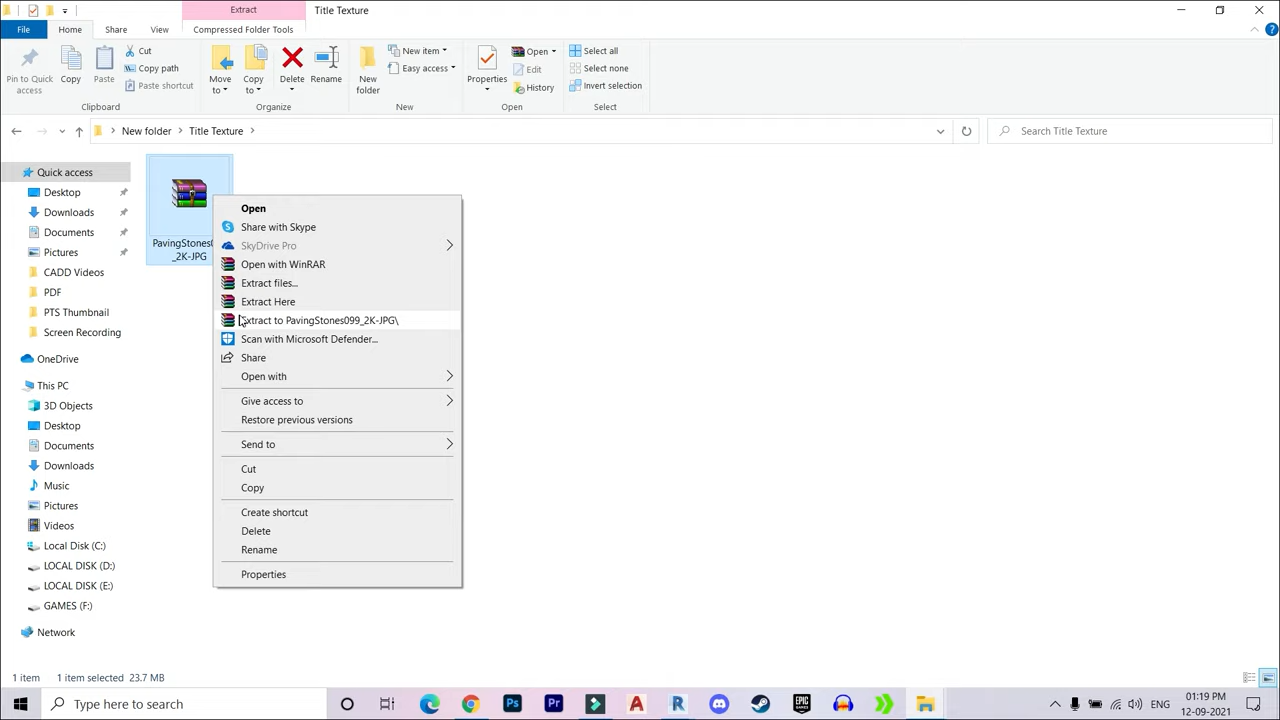 Extract
Title Texture
File
Home
Share
View
Compressed Folder Tools
Pin to Quick access
Copy
Paste
Cut
Copy path
Paste shortcut
Move to
Copy to
Delete
Rename
New folder
New item
Easy access
Properties
Open
Edit
History
Select all
Select none
Invert selection
Clipboard
Organize
New
Open
Select
New folder
Title Texture
Search Title Texture
Quick access
Desktop
Downloads
Documents
Pictures
CADD Videos
PDF
PTS Thumbnail
Screen Recording
OneDrive
This PC
3D Objects
Desktop
Documents
Downloads
Music
Pictures
Videos
Local Disk (C:)
LOCAL DISK (D:)
LOCAL DISK (E:)
GAMES (F:)
Network
_2K-JPG
Open
Share with Skype
SkyDrive Pro
Open with WinRAR
Extract files...
Extract Here
Extract to PavingStones099_2K-JPG\
Scan with Microsoft Defender...
Share
Open with
Give access to
Restore previous versions
Send to
Cut
Copy
Create shortcut
Delete
Rename
Properties
1 item
1 item selected 23.7 MB
Type here to search
ENG
01:19 PM
12-09-2021